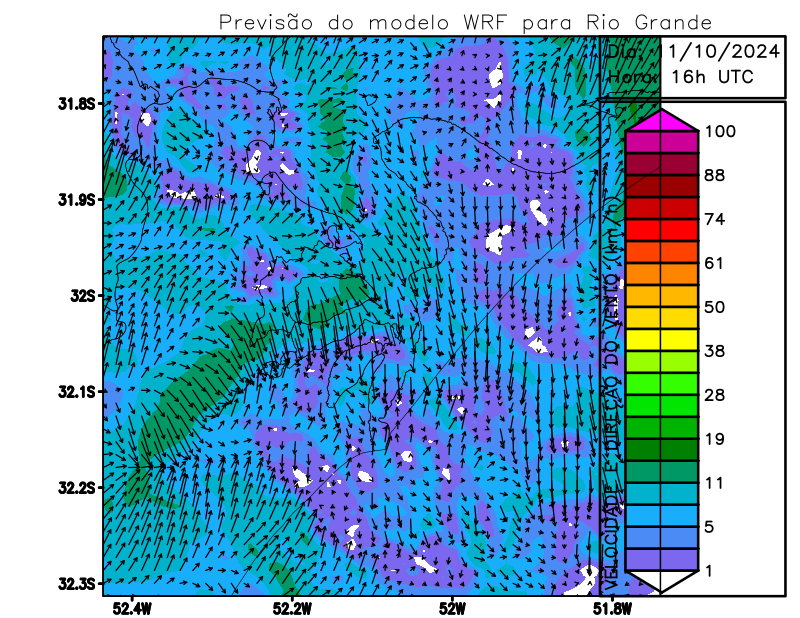 Previsão do modelo WRF para Rio Grande
Dia: 11/10/2024
Hora: 16h UTC
31.8S
31.9S
32S
32.1S
32.2S
32.3S
52.4W
52.2W
52W
51.8W
VELOCIDADE E DIREÇÃO DO VENTO (km/h)
100
88
74
61
50
38
28
19
11
5
1